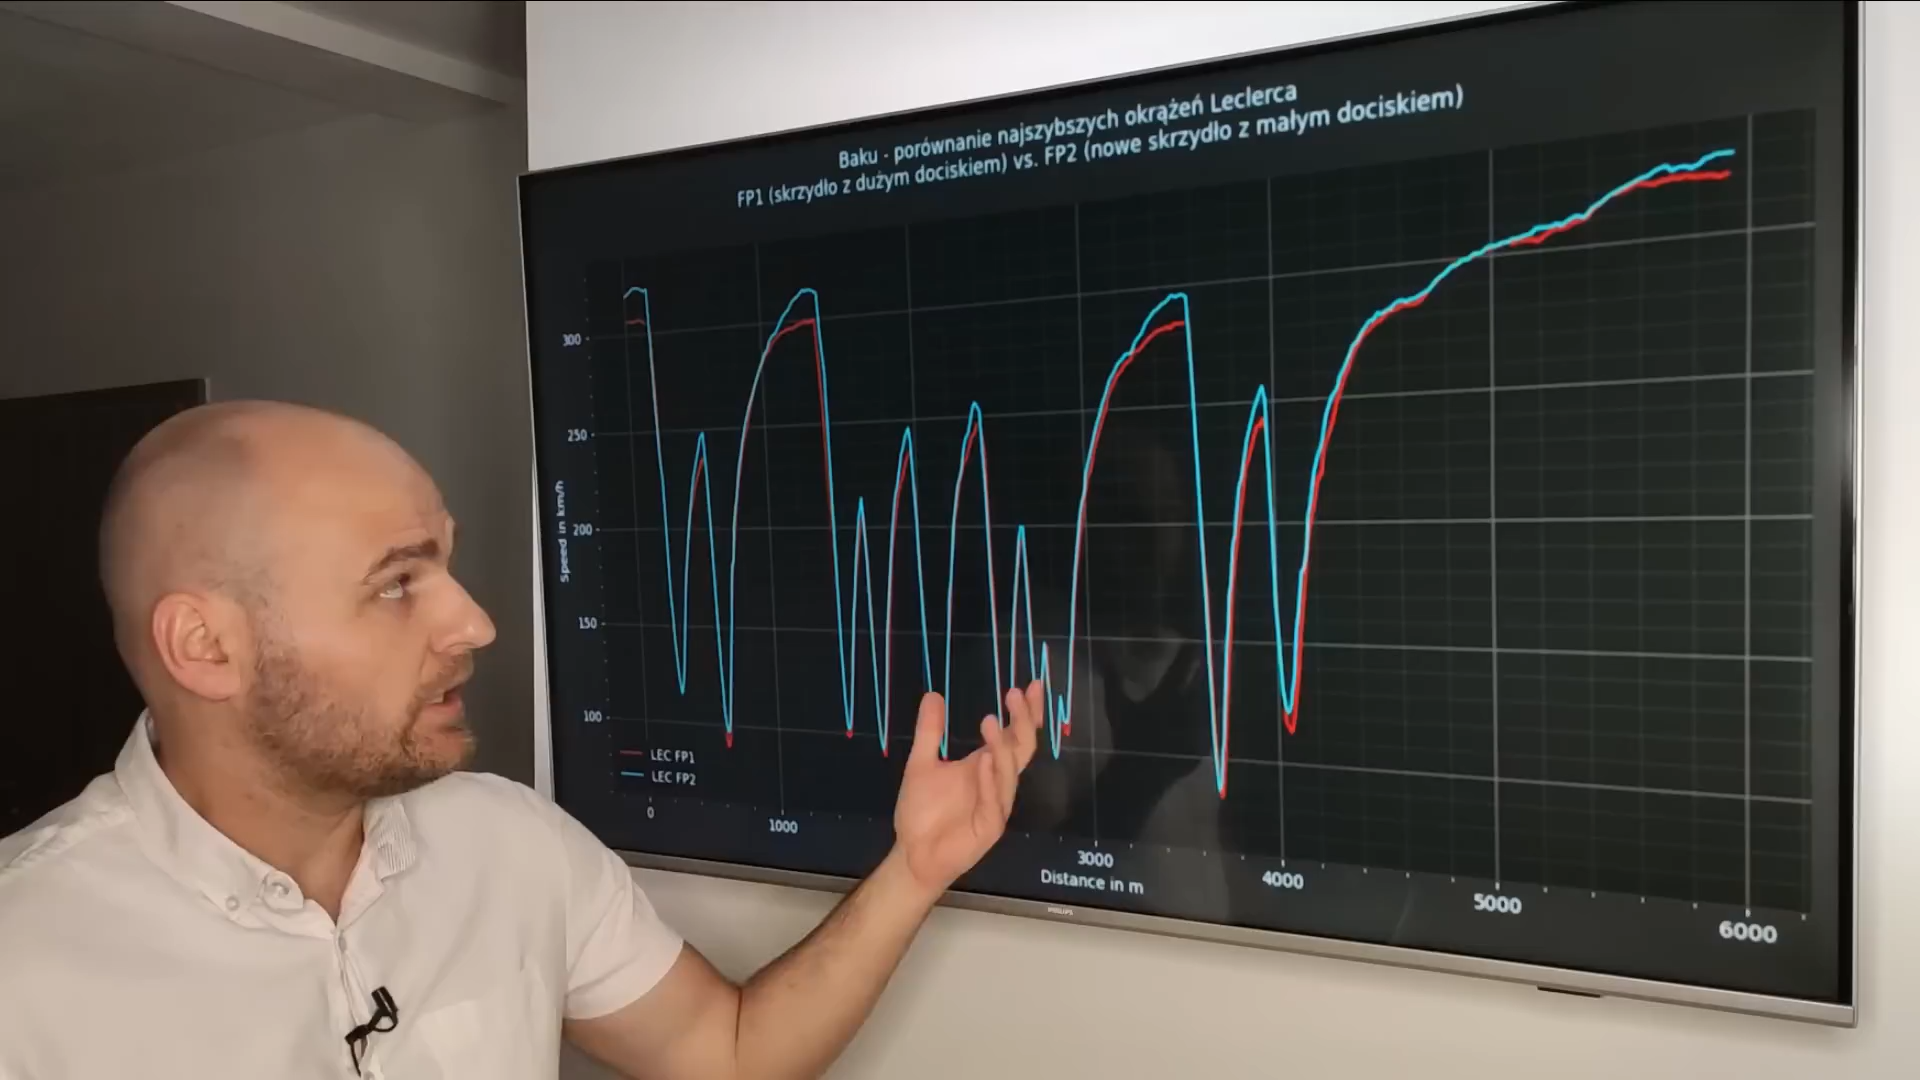 Baku - porównanie najszybszych okrążeń Leclerca
FP1 (skrzydło z dużym dociskiem) vs. FP2 (nowe skrzydło z małym dociskiem)
300
250
200
150
100
Speed in km/h
LEC FP1
LEC FP2
0
1000
3000
4000
5000
6000
Distance in m
PHILIPS